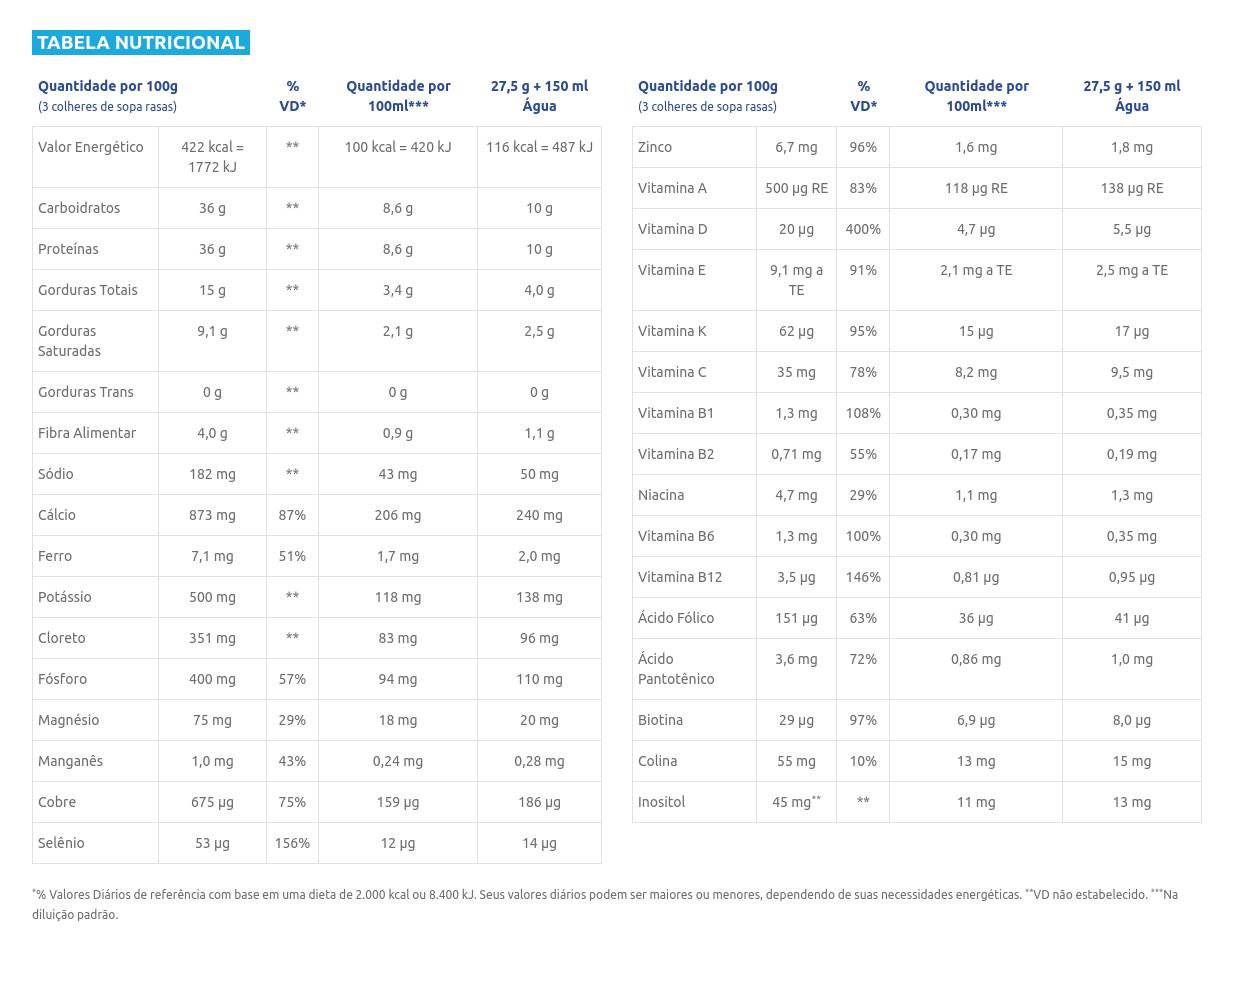 TABELA NUTRICIONAL
Quantidade por 100g % Quantidade por 27,5 g + 150 ml
(3 colheres de sopa rasas) VD* 100ml*** Água
Valor Energético 422 kcal = ** 100 kcal = 420 kJ 116 kcal = 487 kJ
1772 kJ
Carboidratos 36 g ** 8,6 g 10 g
Proteínas 36 g ** 8,6 g 10 g
Gorduras Totais 15 g ** 3,4 g 4,0 g
Gorduras 9,1 g ** 2,1 g 2,5 g
Saturadas
Gorduras Trans 0 g ** 0 g 0 g
Fibra Alimentar 4,0 g ** 0,9 g 1,1 g
Sódio 182 mg ** 43 mg 50 mg
Cálcio 873 mg 87% 206 mg 240 mg
Ferro 7,1 mg 51% 1,7 mg 2,0 mg
Potássio 500 mg ** 118 mg 138 mg
Cloreto 351 mg ** 83 mg 96 mg
Fósforo 400 mg 57% 94 mg 110 mg
Magnésio 75 mg 29% 18 mg 20 mg
Manganês 1,0 mg 43% 0,24 mg 0,28 mg
Cobre 675 µg 75% 159 µg 186 µg
Selênio 53 µg 156% 12 µg 14 µg
Quantidade por 100g % Quantidade por 27,5 g + 150 ml
(3 colheres de sopa rasas) VD* 100ml*** Água
Zinco 6,7 mg 96% 1,6 mg 1,8 mg
Vitamina A 500 µg RE 83% 118 µg RE 138 µg RE
Vitamina D 20 µg 400% 4,7 µg 5,5 µg
Vitamina E 9,1 mg a 91% 2,1 mg a TE 2,5 mg a TE
TE
Vitamina K 62 µg 95% 15 µg 17 µg
Vitamina C 35 mg 78% 8,2 mg 9,5 mg
Vitamina B1 1,3 mg 108% 0,30 mg 0,35 mg
Vitamina B2 0,71 mg 55% 0,17 mg 0,19 mg
Niacina 4,7 mg 29% 1,1 mg 1,3 mg
Vitamina B6 1,3 mg 100% 0,30 mg 0,35 mg
Vitamina B12 3,5 µg 146% 0,81 µg 0,95 µg
Ácido Fólico 151 µg 63% 36 µg 41 µg
Ácido 3,6 mg 72% 0,86 mg 1,0 mg
Pantotênico
Biotina 29 µg 97% 6,9 µg 8,0 µg
Colina 55 mg 10% 13 mg 15 mg
Inositol 45 mg** ** 11 mg 13 mg
*% Valores Diários de referência com base em uma dieta de 2.000 kcal ou 8.400 kJ. Seus valores diários podem ser maiores ou menores, dependendo de suas necessidades energéticas. **VD não estabelecido. ***Na
diluição padrão.